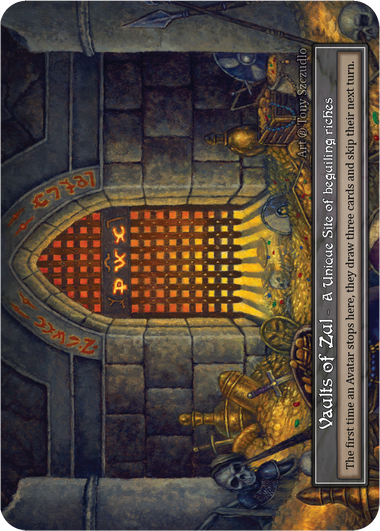 Art © Tony Szczudlo
Vaults of Zul – A Unique Site of beguiling riches
The first time an Avatar stops here, they draw three cards and skip their next turn.